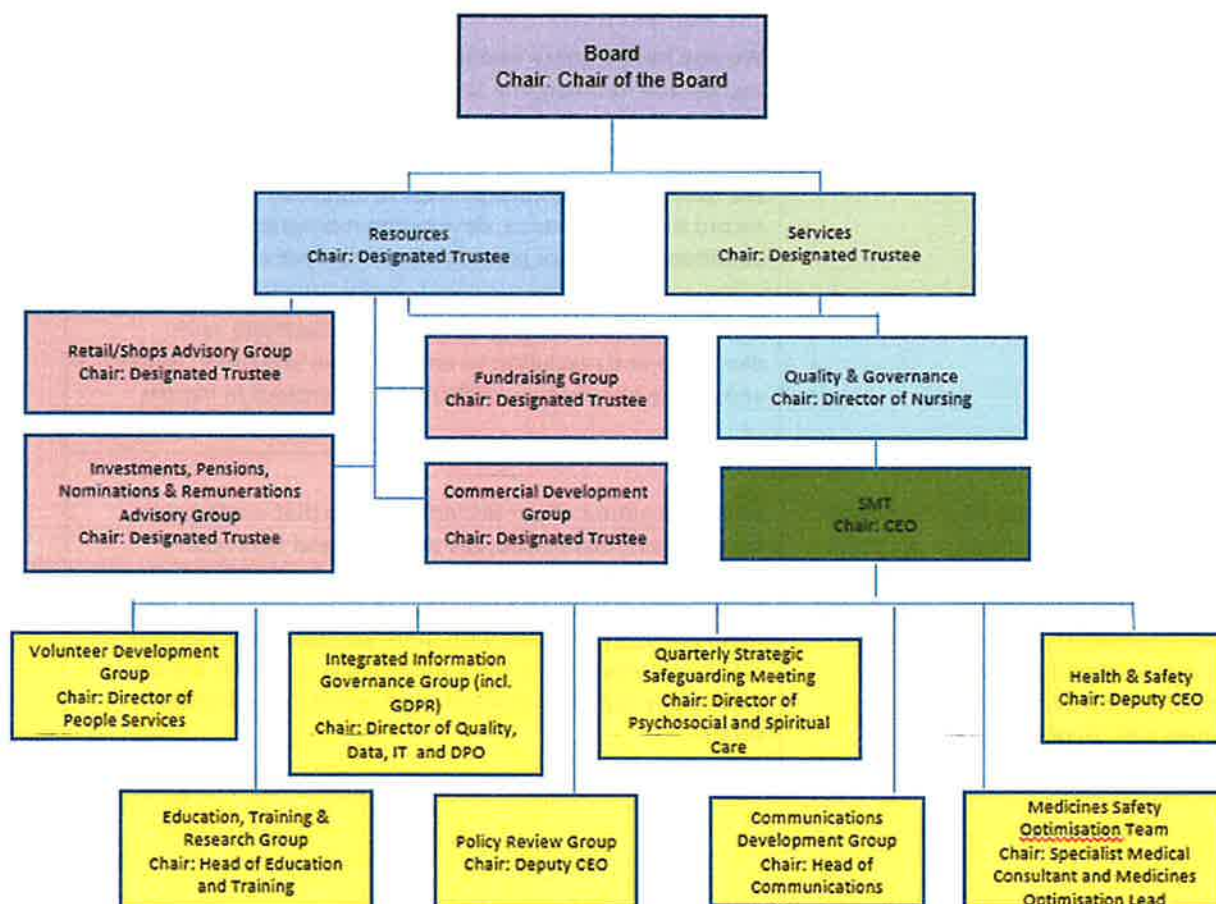 Board
Chair: Chair of the Board
Resources
Chair: Designated Trustee
Services
Chair: Designated Trustee
Retail/Shops Advisory Group
Chair: Designated Trustee
Fundraising Group
Chair: Designated Trustee
Quality & Governance
Chair: Director of Nursing
Investments, Pensions,
Nominations & Remunerations
Advisory Group
Chair: Designated Trustee
Commercial Development
Group
Chair: Designated Trustee
SMT
Chair: CEO
Volunteer Development
Group
Chair: Director of
People Services
Integrated Information
Governance Group (incl.
GDPR)
Chair: Director of Quality,
Data, IT and DPO
Quarterly Strategic
Safeguarding Meeting
Chair: Director of
Psychosocial and Spiritual
Care
Health & Safety
Chair: Deputy CEO
Education, Training &
Research Group
Chair: Head of Education
and Training
Policy Review Group
Chair: Deputy CEO
Communications
Development Group
Chair: Head of
Communications
Medicines Safety
Optimisation Team
Chair: Specialist Medical
Consultant and Medicines
Optimisation Lead